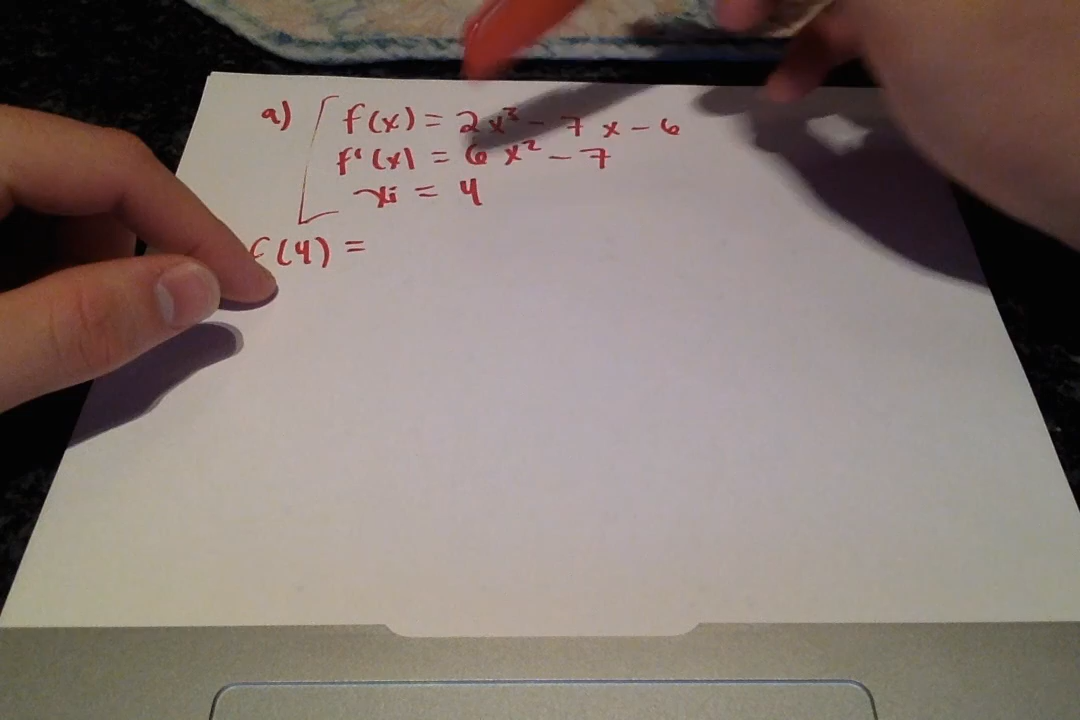 a) f(x) = 2x³ - 7x - 6
f'(x) = 6x² - 7
xi = 4
f(4) =